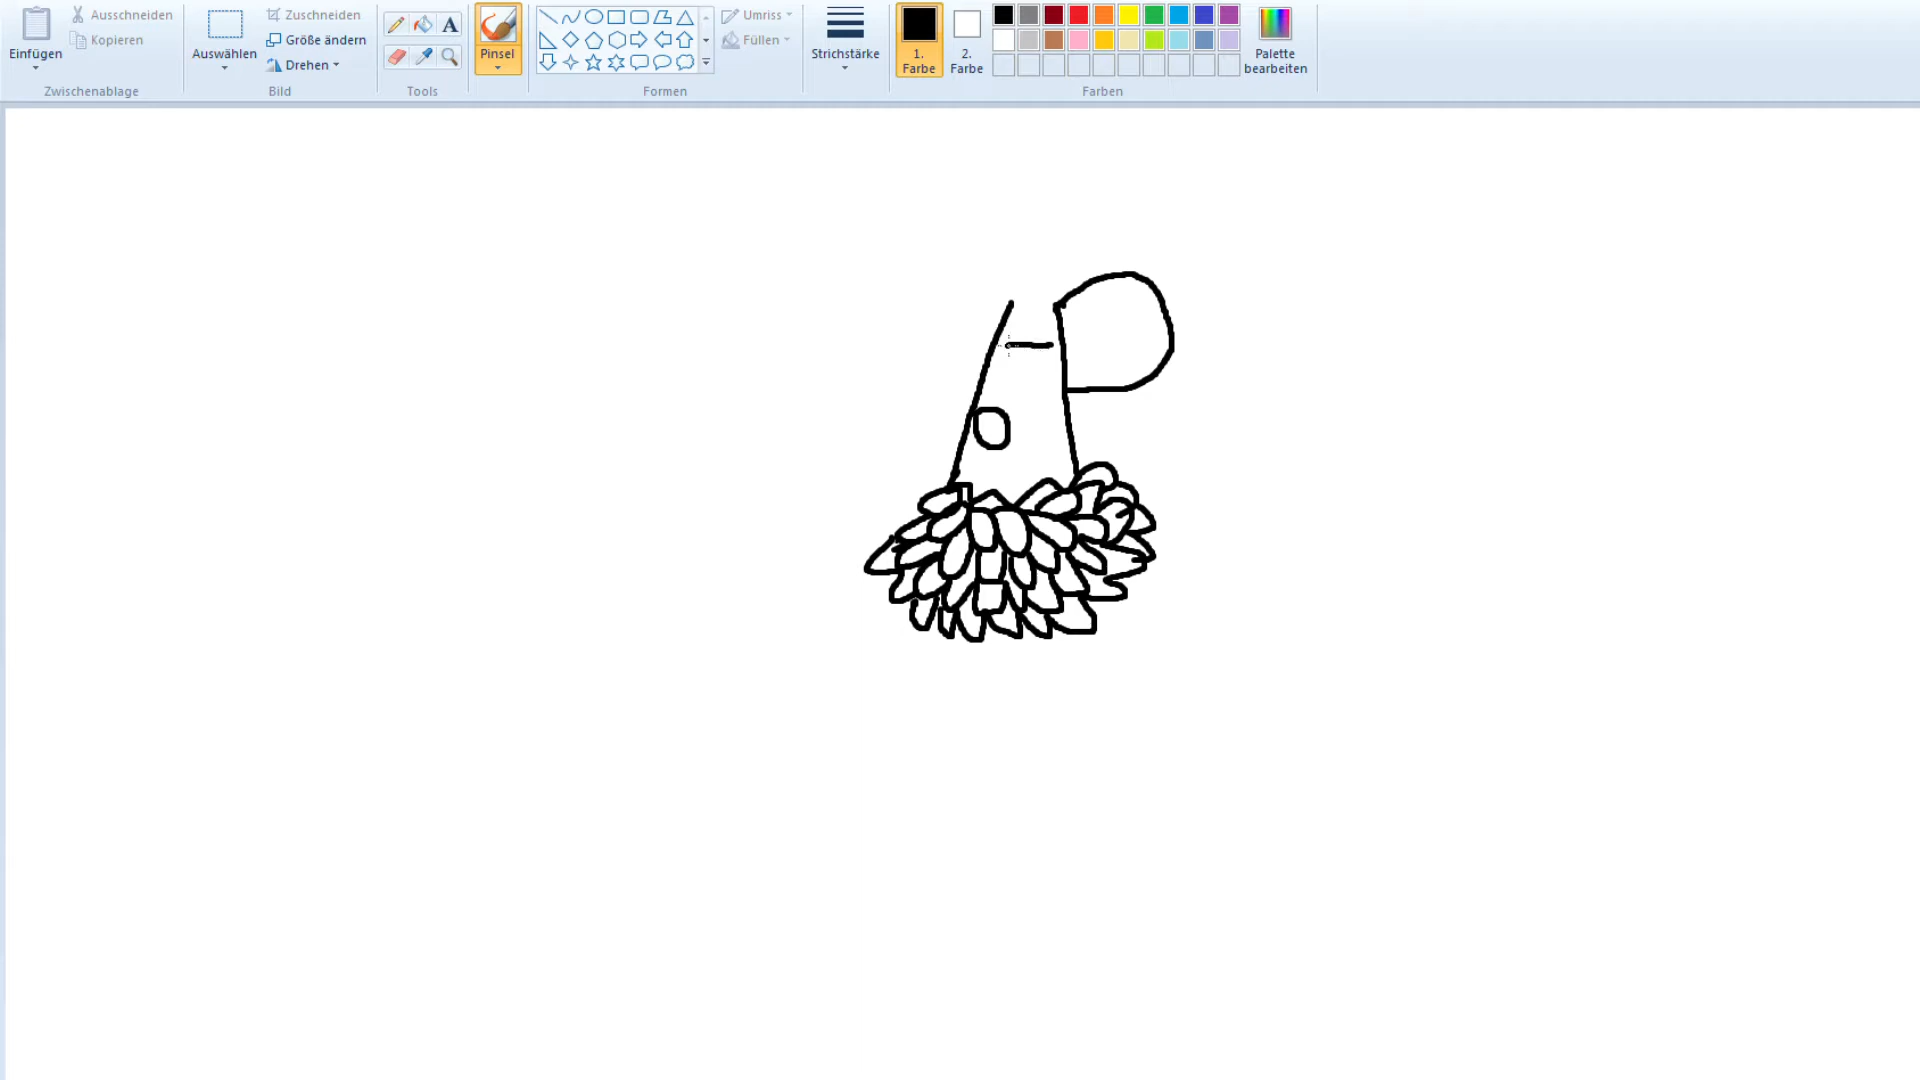 Einfügen
Ausschneiden
Kopieren
Zwischenablage
Auswählen
Zuschneiden
Größe ändern
Drehen
Bild
A
Tools
Pinsel
Formen
Umriss
Füllen
Strichstärke
1.
Farbe
2.
Farbe
Palette
bearbeiten
Farben